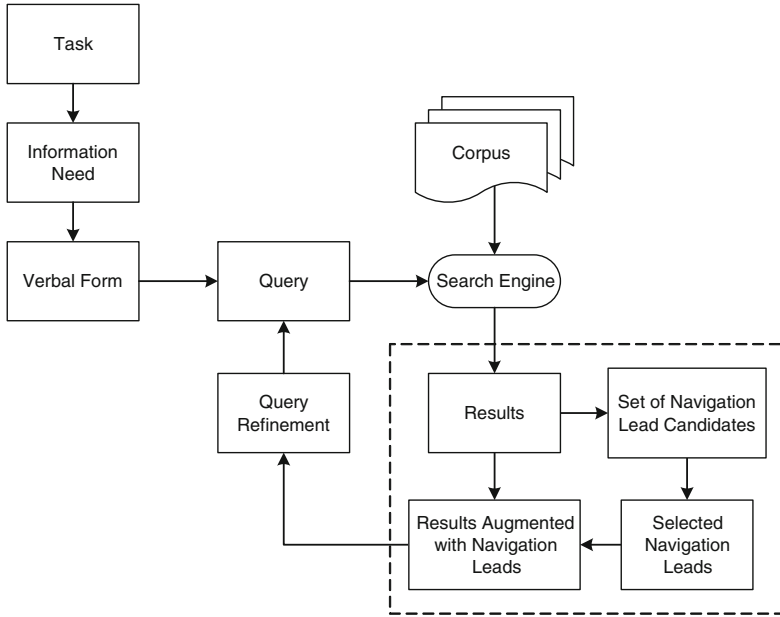 Task
Information
Need
Verbal Form
Query
Corpus
Search Engine
Query
Refinement
Results
Set of Navigation
Lead Candidates
Results Augmented
with Navigation
Leads
Selected
Navigation
Leads